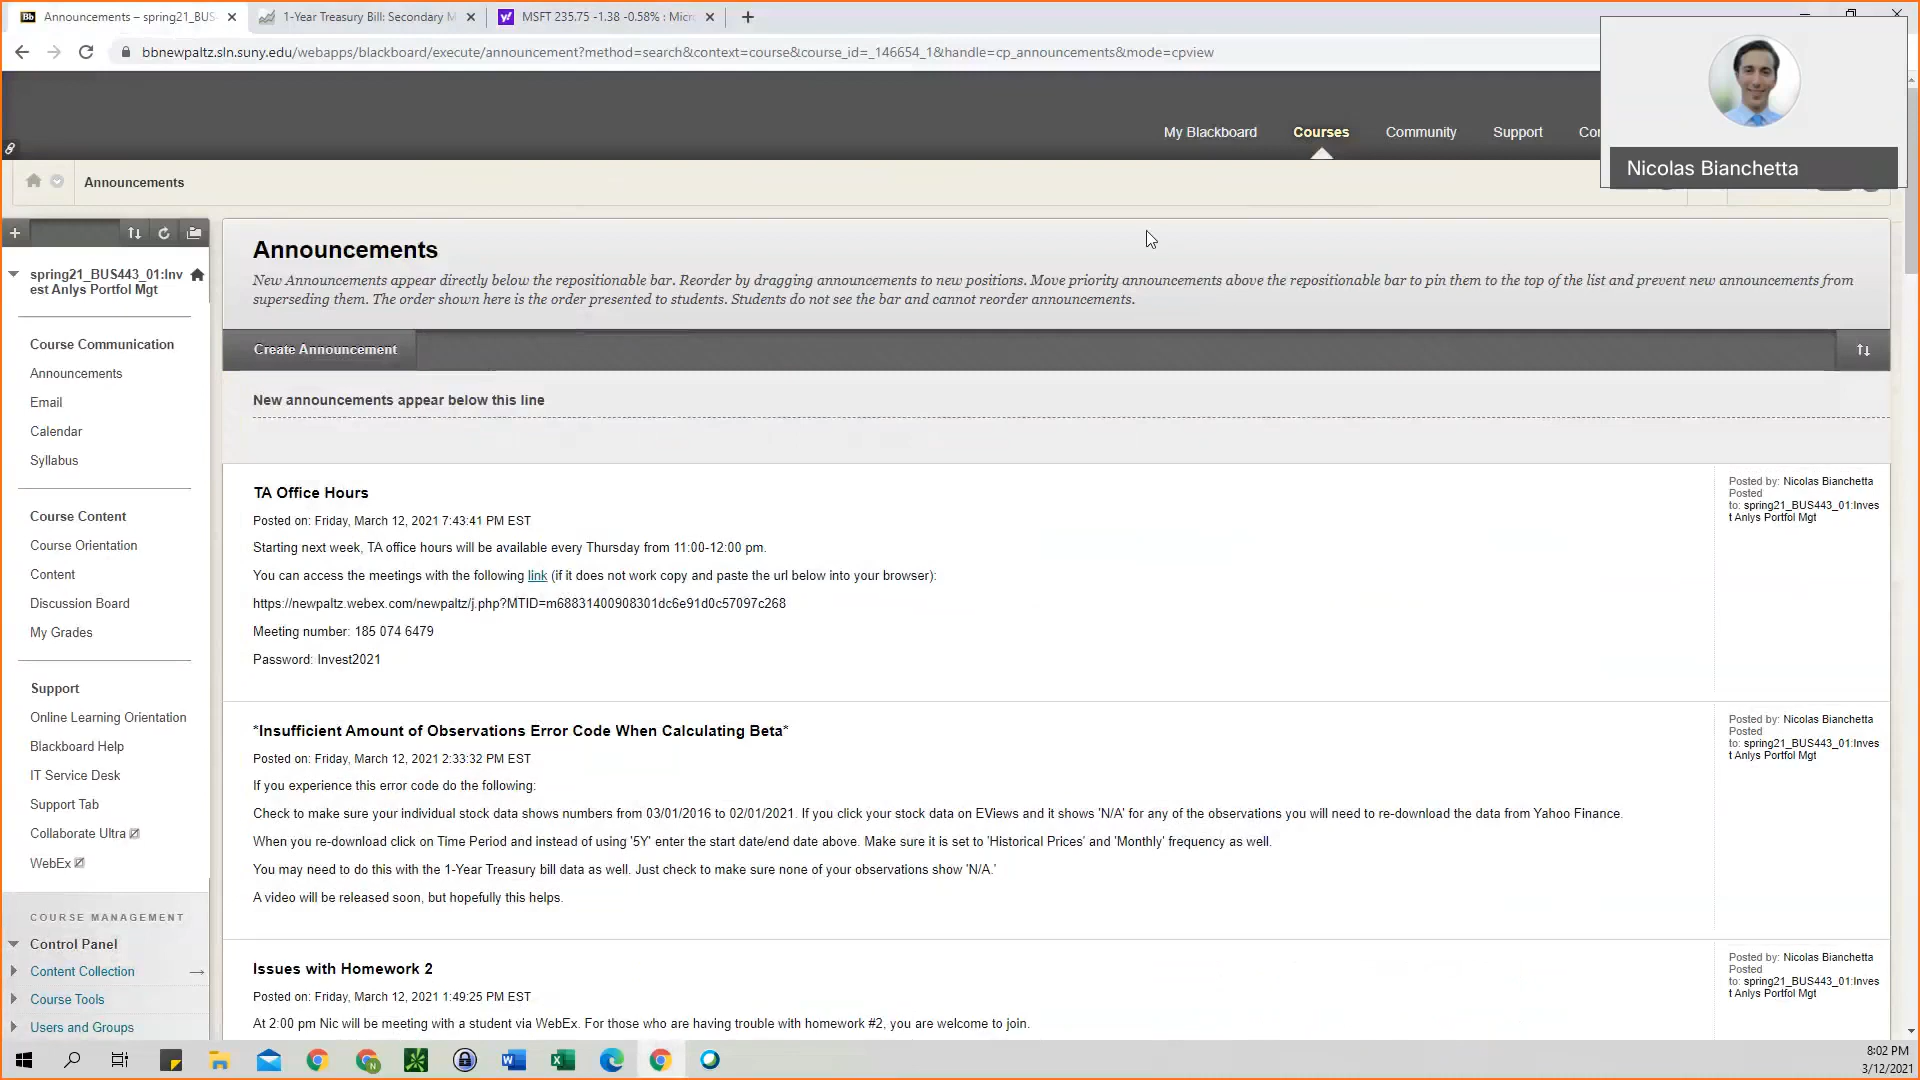 Announcements – spring21_BUS-
1-Year Treasury Bill: Secondary M
MSFT 235.75 -1.38 -0.58% : Micr
bbnewpaltz.sln.suny.edu/webapps/blackboard/execute/announcement?method=search&context=course&course_id=_146654_1&handle=cp_announcements&mode=cpview
My Blackboard
Courses
Community
Support
Co
Nicolas Bianchetta
Announcements
spring21_BUS443_01:Inv
est Anlys Portfol Mgt
Course Communication
Announcements
Email
Calendar
Syllabus
Course Content
Course Orientation
Content
Discussion Board
My Grades
Support
Online Learning Orientation
Blackboard Help
IT Service Desk
Support Tab
Collaborate Ultra
WebEx
COURSE MANAGEMENT
Control Panel
Content Collection
Course Tools
Users and Groups
Announcements
New Announcements appear directly below the repositionable bar. Reorder by dragging announcements to new positions. Move priority announcements above the repositionable bar to pin them to the top of the list and prevent new announcements from
superseding them. The order shown here is the order presented to students. Students do not see the bar and cannot reorder announcements.
Create Announcement
New announcements appear below this line
TA Office Hours
Posted on: Friday, March 12, 2021 7:43:41 PM EST
Starting next week, TA office hours will be available every Thursday from 11:00-12:00 pm.
You can access the meetings with the following link (if it does not work copy and paste the url below into your browser):
https://newpaltz.webex.com/newpaltz/j.php?MTID=m68831400908301dc6e91d0c57097c268
Meeting number: 185 074 6479
Password: Invest2021
Posted by: Nicolas Bianchetta
Posted
to: spring21_BUS443_01:Inves
t Anlys Portfol Mgt
*Insufficient Amount of Observations Error Code When Calculating Beta*
Posted on: Friday, March 12, 2021 2:33:32 PM EST
If you experience this error code do the following:
Check to make sure your individual stock data shows numbers from 03/01/2016 to 02/01/2021. If you click your stock data on EViews and it shows 'N/A' for any of the observations you will need to re-download the data from Yahoo Finance.
When you re-download click on Time Period and instead of using '5Y' enter the start date/end date above. Make sure it is set to 'Historical Prices' and 'Monthly' frequency as well.
You may need to do this with the 1-Year Treasury bill data as well. Just check to make sure none of your observations show 'N/A.'
A video will be released soon, but hopefully this helps.
Posted by: Nicolas Bianchetta
Posted
to: spring21_BUS443_01:Inves
t Anlys Portfol Mgt
Issues with Homework 2
Posted on: Friday, March 12, 2021 1:49:25 PM EST
At 2:00 pm Nic will be meeting with a student via WebEx. For those who are having trouble with homework #2, you are welcome to join.
Posted by: Nicolas Bianchetta
Posted
to: spring21_BUS443_01:Inves
t Anlys Portfol Mgt
8:02 PM
3/12/2021